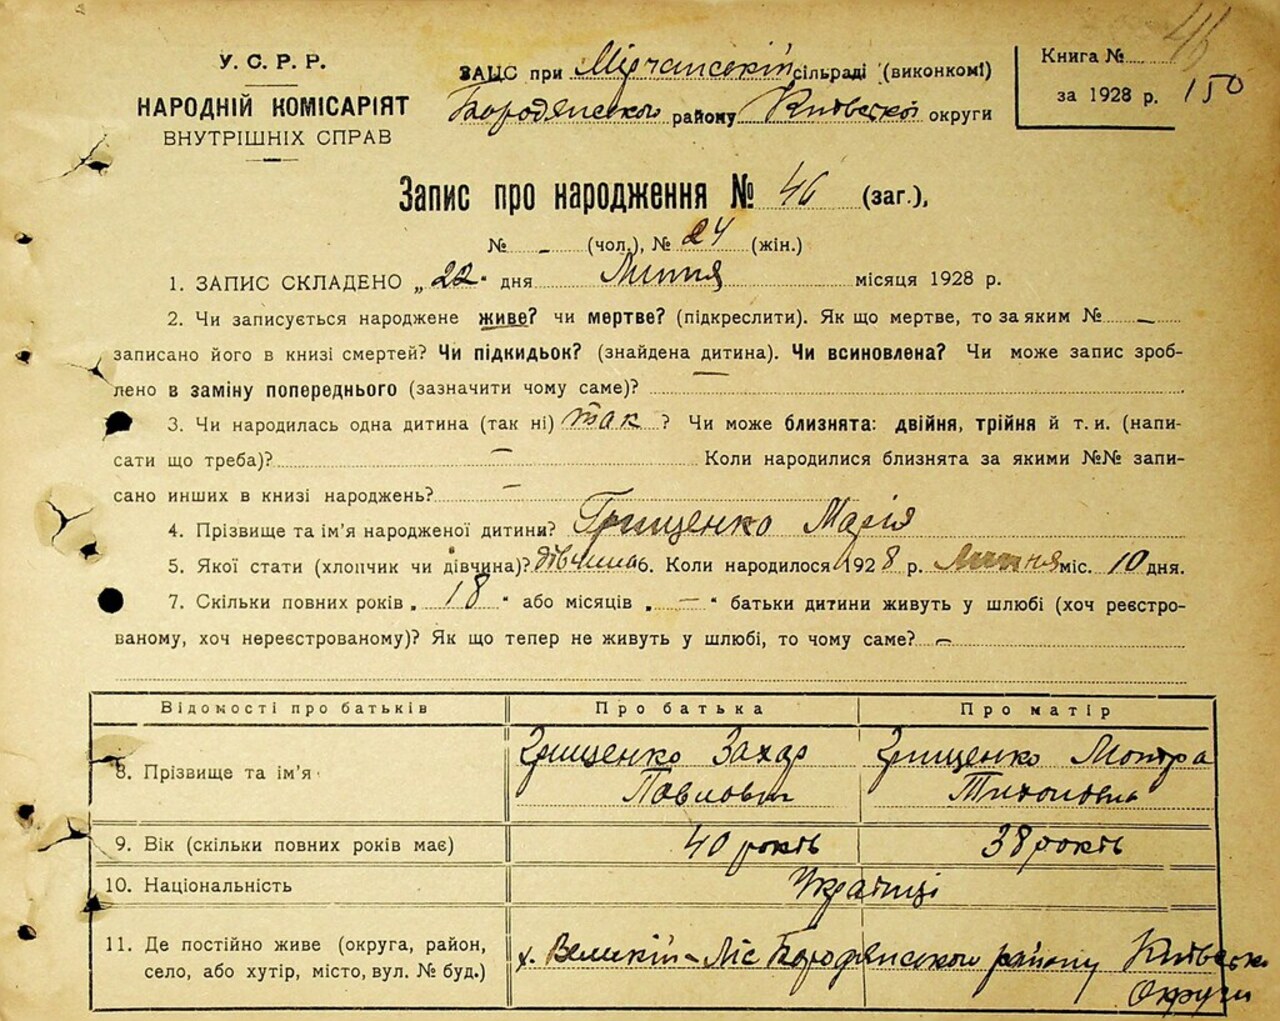 У. С. Р. Р.
НАРОДНІЙ КОМІСАРІЯТ
ВНУТРІШНІХ СПРАВ
ЗАЦС при Мірчанській сільраді (виконкомі)
Бородянського району Київської округи
Книга № 46
за 1928 р. 150
Запис про народження № 46 (заг.),
№ - (чол.), № 24 (жін.)
1. ЗАПИС СКЛАДЕНО „22" дня Липня місяця 1928 р.
2. Чи записується народжене живе? чи мертве? (підкреслити). Як що мертве, то за яким № —
записано його в книзі смертей? Чи підкидьок? (знайдена дитина). Чи всиновлена? Чи може запис зроб-
лено в заміну попереднього (зазначити чому саме)? —
3. Чи народилась одна дитина (так ні) так ? Чи може близнята: двійня, трійня й т. и. (напи-
сати що треба)? — Коли народилися близнята за якими №№ запи-
сано инших в книзі народжень? —
4. Прізвище та ім'я народженої дитини? Грищенко Марія
5. Якої стати (хлопчик чи дівчина)? дівчина 6. Коли народилося 1928 р. Липня міс. 10 дня.
7. Скільки повних років „ 18 " або місяців „ — " батьки дитини живуть у шлюбі (хоч реєстро-
ваному, хоч нереєстрованому)? Як що тепер не живуть у шлюбі, то чому саме? —
Відомості про батьків Про батька Про матір
8. Прізвище та ім'я Грищенко Захар Павлович Грищенко Мотря Тихоновна
9. Вік (скільки повних років має) 40 років 38 років
10. Національність Українці
11. Де постійно живе (округа, район,
село, або хутір, місто, вул. № буд.) х. Великий-Ліс Бородянського району Київсько
Округи